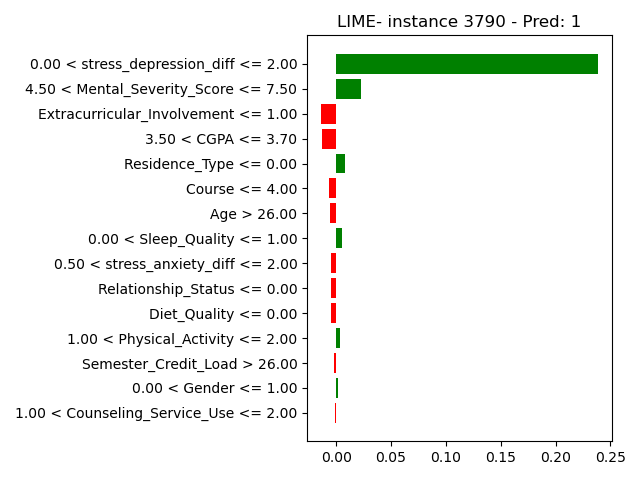 LIME- instance 3790 - Pred: 1
0.00 < stress_depression_diff <= 2.00
4.50 < Mental_Severity_Score <= 7.50
Extracurricular_Involvement <= 1.00
3.50 < CGPA <= 3.70
Residence_Type <= 0.00
Course <= 4.00
Age > 26.00
0.00 < Sleep_Quality <= 1.00
0.50 < stress_anxiety_diff <= 2.00
Relationship_Status <= 0.00
Diet_Quality <= 0.00
1.00 < Physical_Activity <= 2.00
Semester_Credit_Load > 26.00
0.00 < Gender <= 1.00
1.00 < Counseling_Service_Use <= 2.00
0.00 0.05 0.10 0.15 0.20 0.25